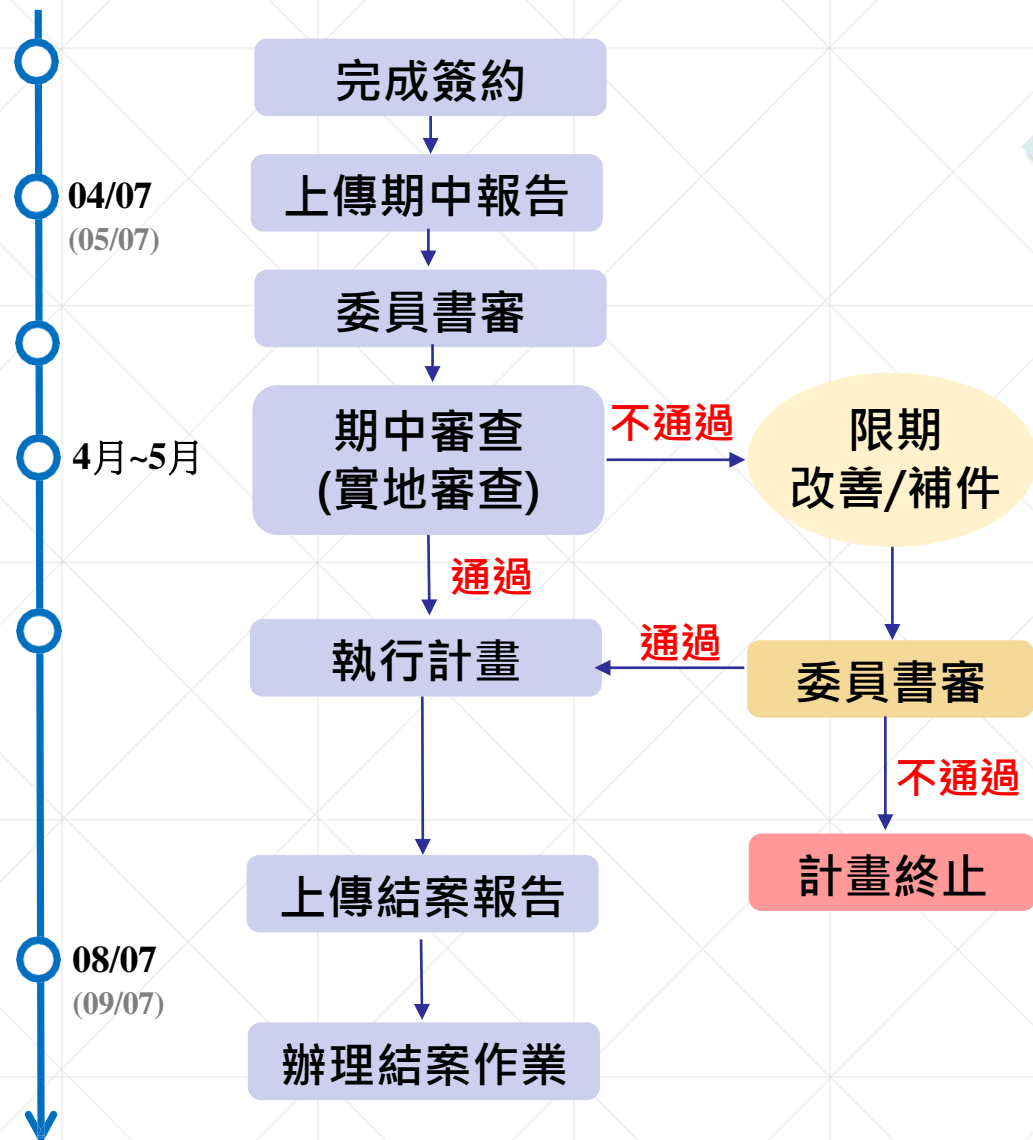 完成簽約
04/07
(05/07)
上傳期中報告
委員書審
4月~5月
期中審查
(實地審查)
不通過
限期
改善/補件
通過
執行計畫
通過
委員書審
不通過
計畫終止
上傳結案報告
08/07
(09/07)
辦理結案作業